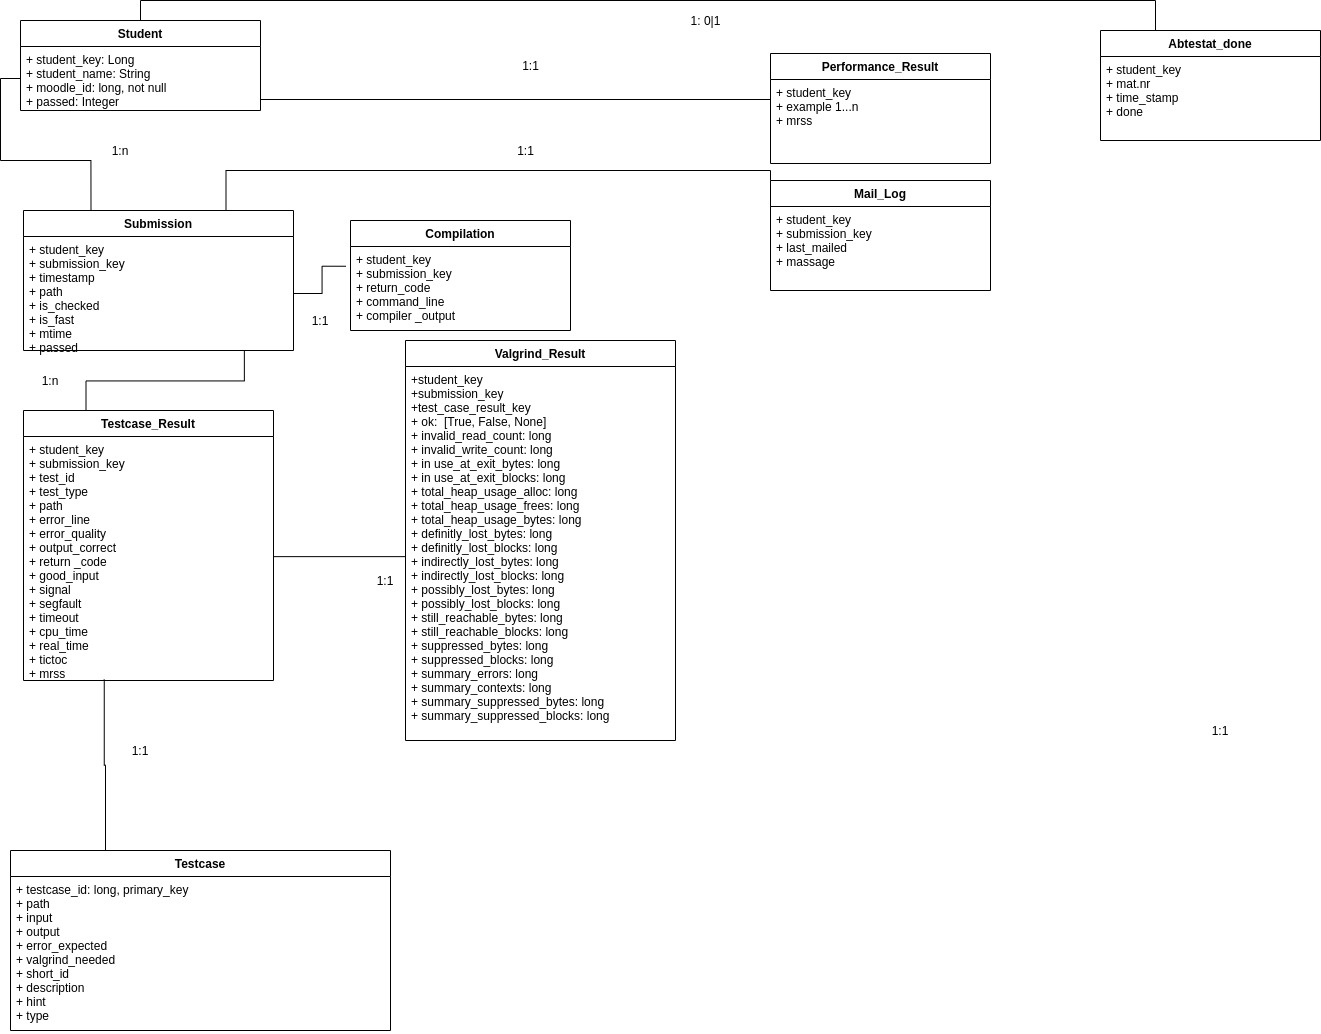 1: 0|1
Student
+ student_key: Long
+ student_name: String
+ moodle_id: long, not null
+ passed: Integer
1:1
Performance_Result
+ student_key
+ example 1...n
+ mrss
Abtestat_done
+ student_key
+ mat.nr
+ time_stamp
+ done
1:n
1:1
Mail_Log
+ student_key
+ submission_key
+ last_mailed
+ massage
Submission
+ student_key
+ submission_key
+ timestamp
+ path
+ is_checked
+ is_fast
+ mtime
+ passed
1:1
Compilation
+ student_key
+ submission_key
+ return_code
+ command_line
+ compiler _output
1:n
Testcase_Result
+ student_key
+ submission_key
+ test_id
+ test_type
+ path
+ error_line
+ error_quality
+ output_correct
+ return _code
+ good_input
+ signal
+ segfault
+ timeout
+ cpu_time
+ real_time
+ tictoc
+ mrss
1:1
Valgrind_Result
+student_key
+submission_key
+test_case_result_key
+ ok:  [True, False, None]
+ invalid_read_count: long
+ invalid_write_count: long
+ in use_at_exit_bytes: long
+ in use_at_exit_blocks: long
+ total_heap_usage_alloc: long
+ total_heap_usage_frees: long
+ total_heap_usage_bytes: long
+ definitly_lost_bytes: long
+ definitly_lost_blocks: long
+ indirectly_lost_bytes: long
+ indirectly_lost_blocks: long
+ possibly_lost_bytes: long
+ possibly_lost_blocks: long
+ still_reachable_bytes: long
+ still_reachable_blocks: long
+ suppressed_bytes: long
+ suppressed_blocks: long
+ summary_errors: long
+ summary_contexts: long
+ summary_suppressed_bytes: long
+ summary_suppressed_blocks: long
1:1
1:1
Testcase
+ testcase_id: long, primary_key
+ path
+ input
+ output
+ error_expected
+ valgrind_needed
+ short_id
+ description
+ hint
+ type